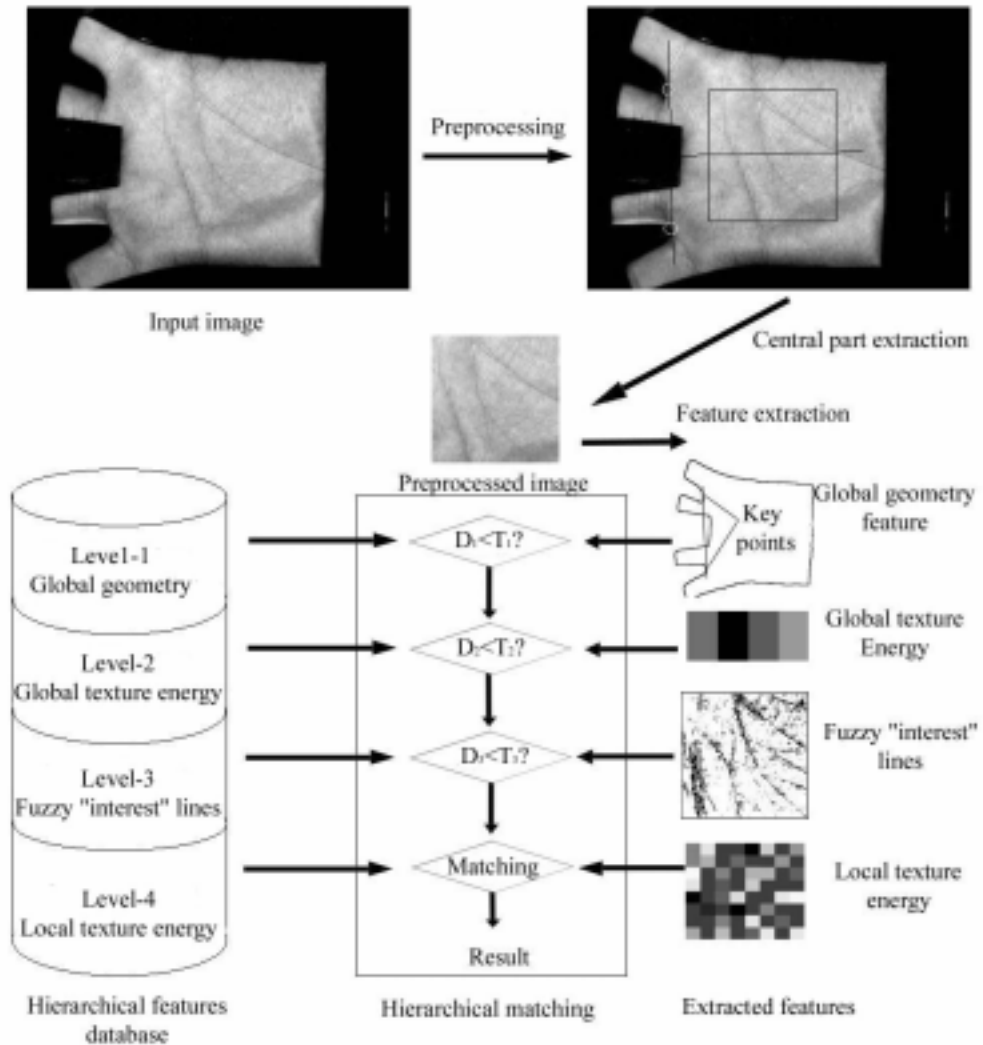 Preprocessing
Input image
Central part extraction
Feature extraction
Preprocessed image
Level-1
Global geometry
Level-2
Global texture energy
Level-3
Fuzzy "interest" lines
Level-4
Local texture energy
Hierarchical features
database
D₁<T₁?
D₂<T₂?
D₃<T₃?
Matching
Result
Hierarchical matching
Key
points
Global geometry
feature
Global texture
Energy
Fuzzy "interest"
lines
Local texture
energy
Extracted features